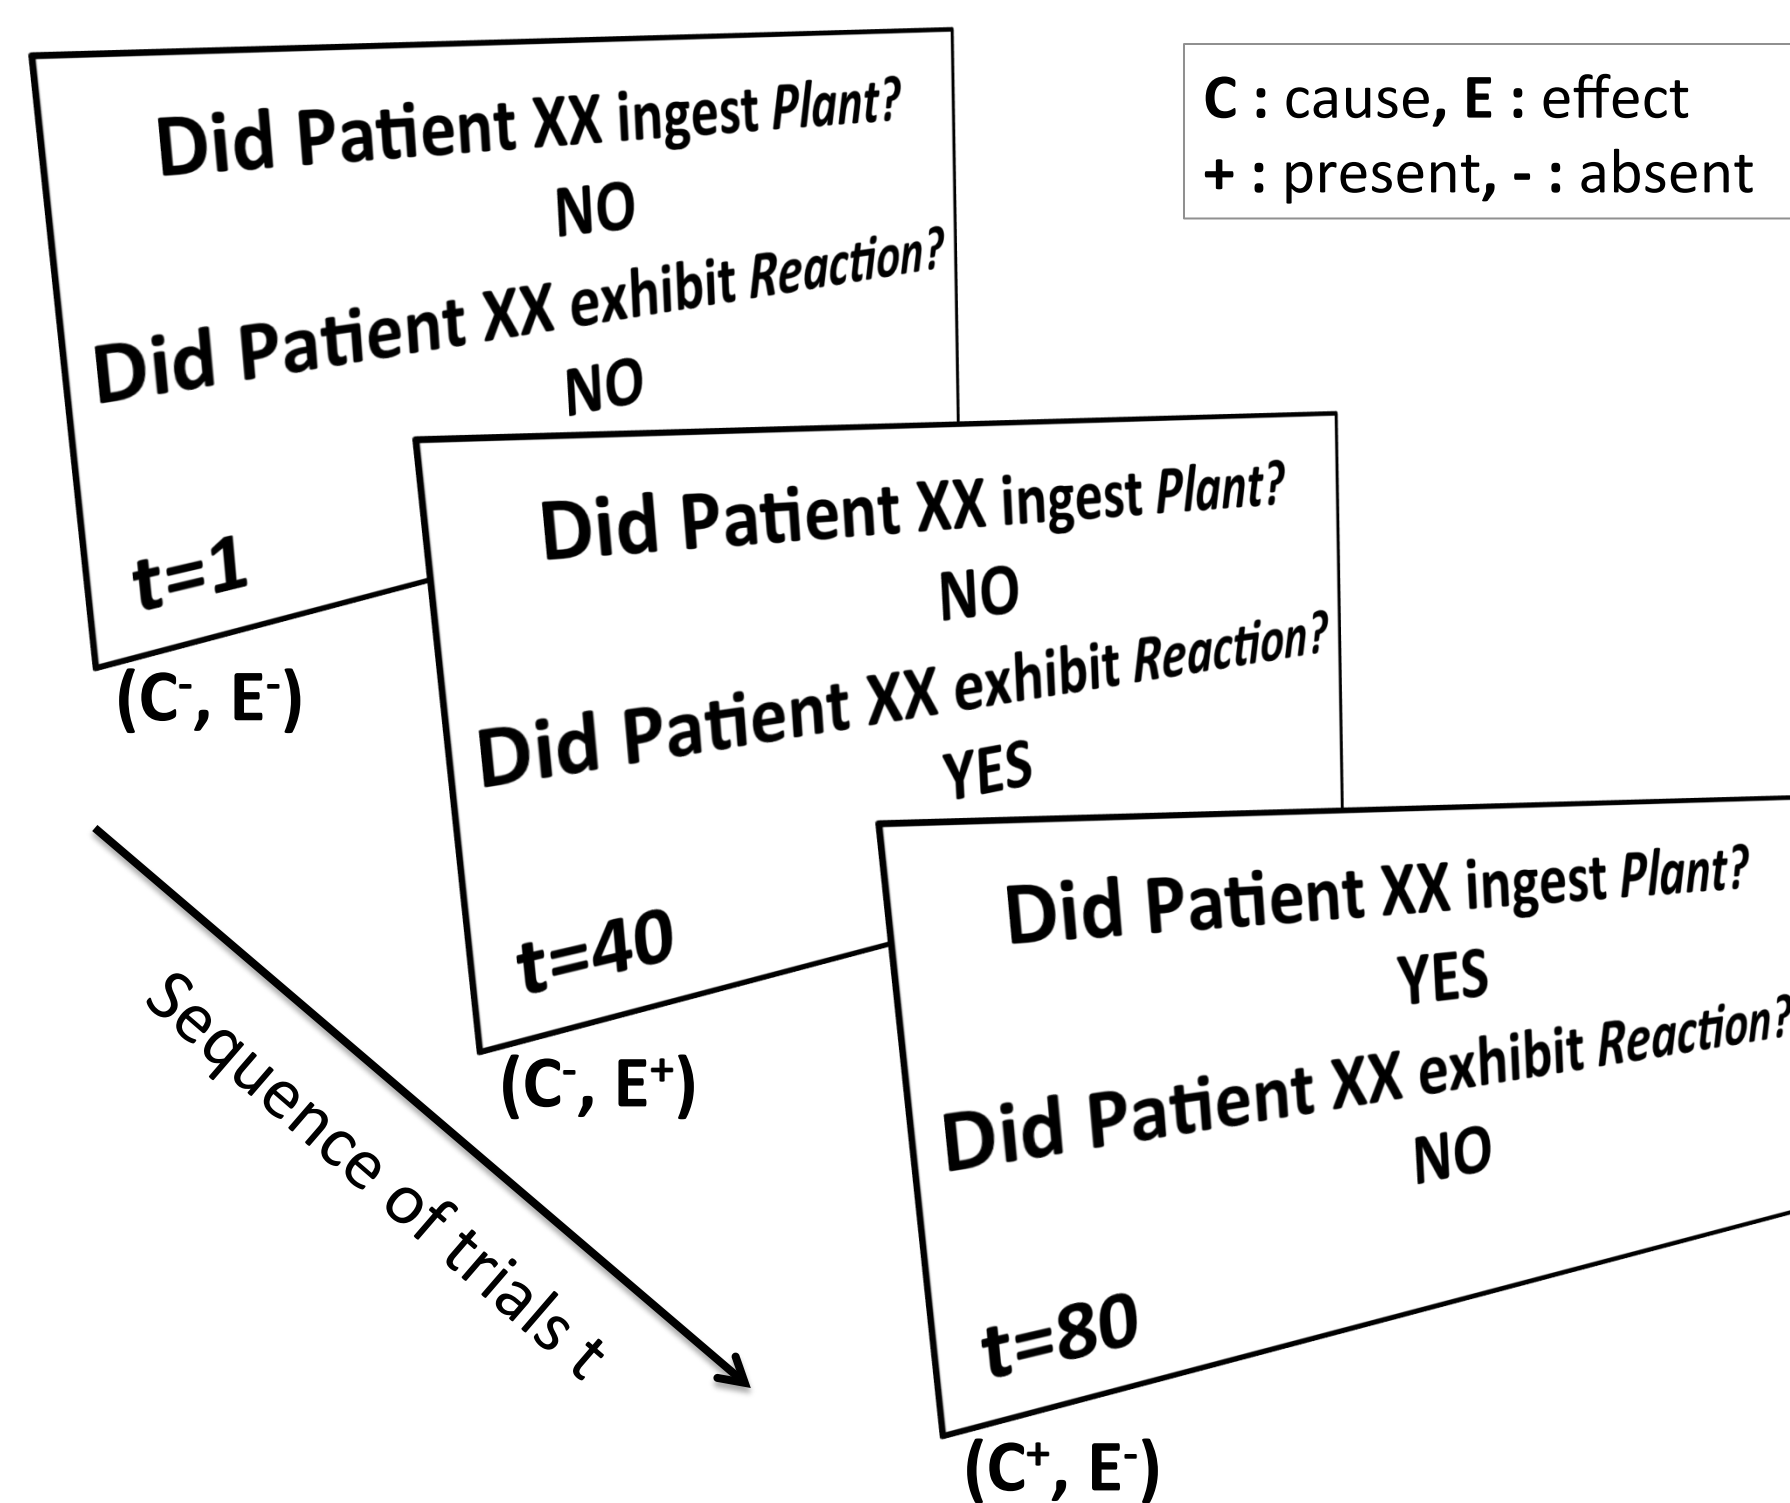 C : cause, E : effect
+ : present, - : absent
Did Patient XX ingest Plant?
NO
Did Patient XX exhibit Reaction?
NO
t=1
(C-, E-)
Did Patient XX ingest Plant?
NO
Did Patient XX exhibit Reaction?
YES
t=40
(C-, E+)
Did Patient XX ingest Plant?
YES
Did Patient XX exhibit Reaction?
NO
t=80
(C+, E-)
Sequence of trials t